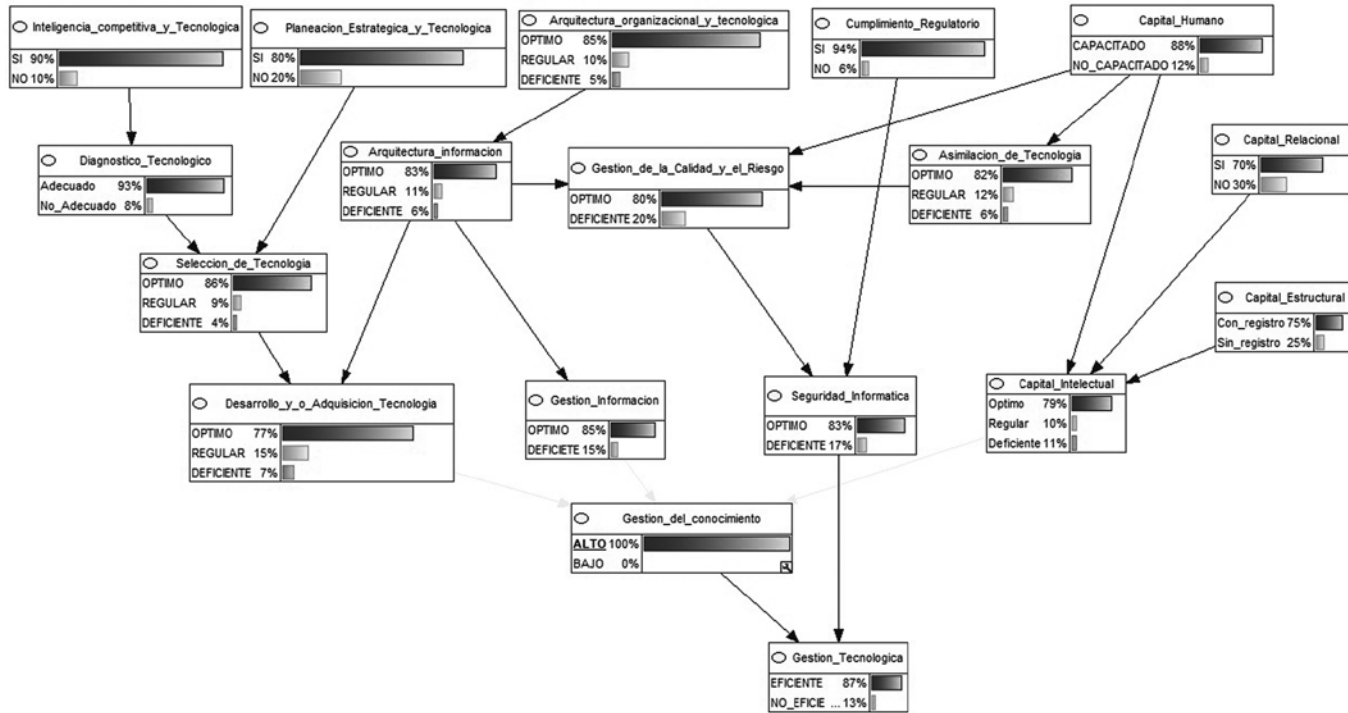 Inteligencia_competitiva_y_Tecnologica
SI 90%
NO 10%
Planeacion_Estrategica_y_Tecnologica
SI 80%
NO 20%
Arquitectura_organizacional_y_tecnologica
OPTIMO 85%
REGULAR 10%
DEFICIENTE 5%
Cumplimiento_Regulatorio
SI 94%
NO 6%
Capital_Humano
CAPACITADO 88%
NO_CAPACITADO 12%
Diagnostico_Tecnologico
Adecuado 93%
No_Adecuado 8%
Arquitectura_informacion
OPTIMO 83%
REGULAR 11%
DEFICIENTE 6%
Gestion_de_la_Calidad_y_el_Riesgo
OPTIMO 80%
DEFICIENTE 20%
Asimilacion_de_Tecnologia
OPTIMO 82%
REGULAR 12%
DEFICIENTE 6%
Capital_Relacional
SI 70%
NO 30%
Seleccion_de_Tecnologia
OPTIMO 86%
REGULAR 9%
DEFICIENTE 4%
Capital_Estructural
Con_registro 75%
Sin_registro 25%
Desarrollo_y_o_Adquisicion_Tecnologia
OPTIMO 77%
REGULAR 15%
DEFICIENTE 7%
Gestion_Informacion
OPTIMO 85%
DEFICIETE 15%
Seguridad_Informatica
OPTIMO 83%
DEFICIENTE 17%
Capital_Intelectual
Optimo 79%
Regular 10%
Deficiente 11%
Gestion_del_conocimiento
ALTO 100%
BAJO 0%
Gestion_Tecnologica
EFICIENTE 87%
NO_EFICIE ... 13%